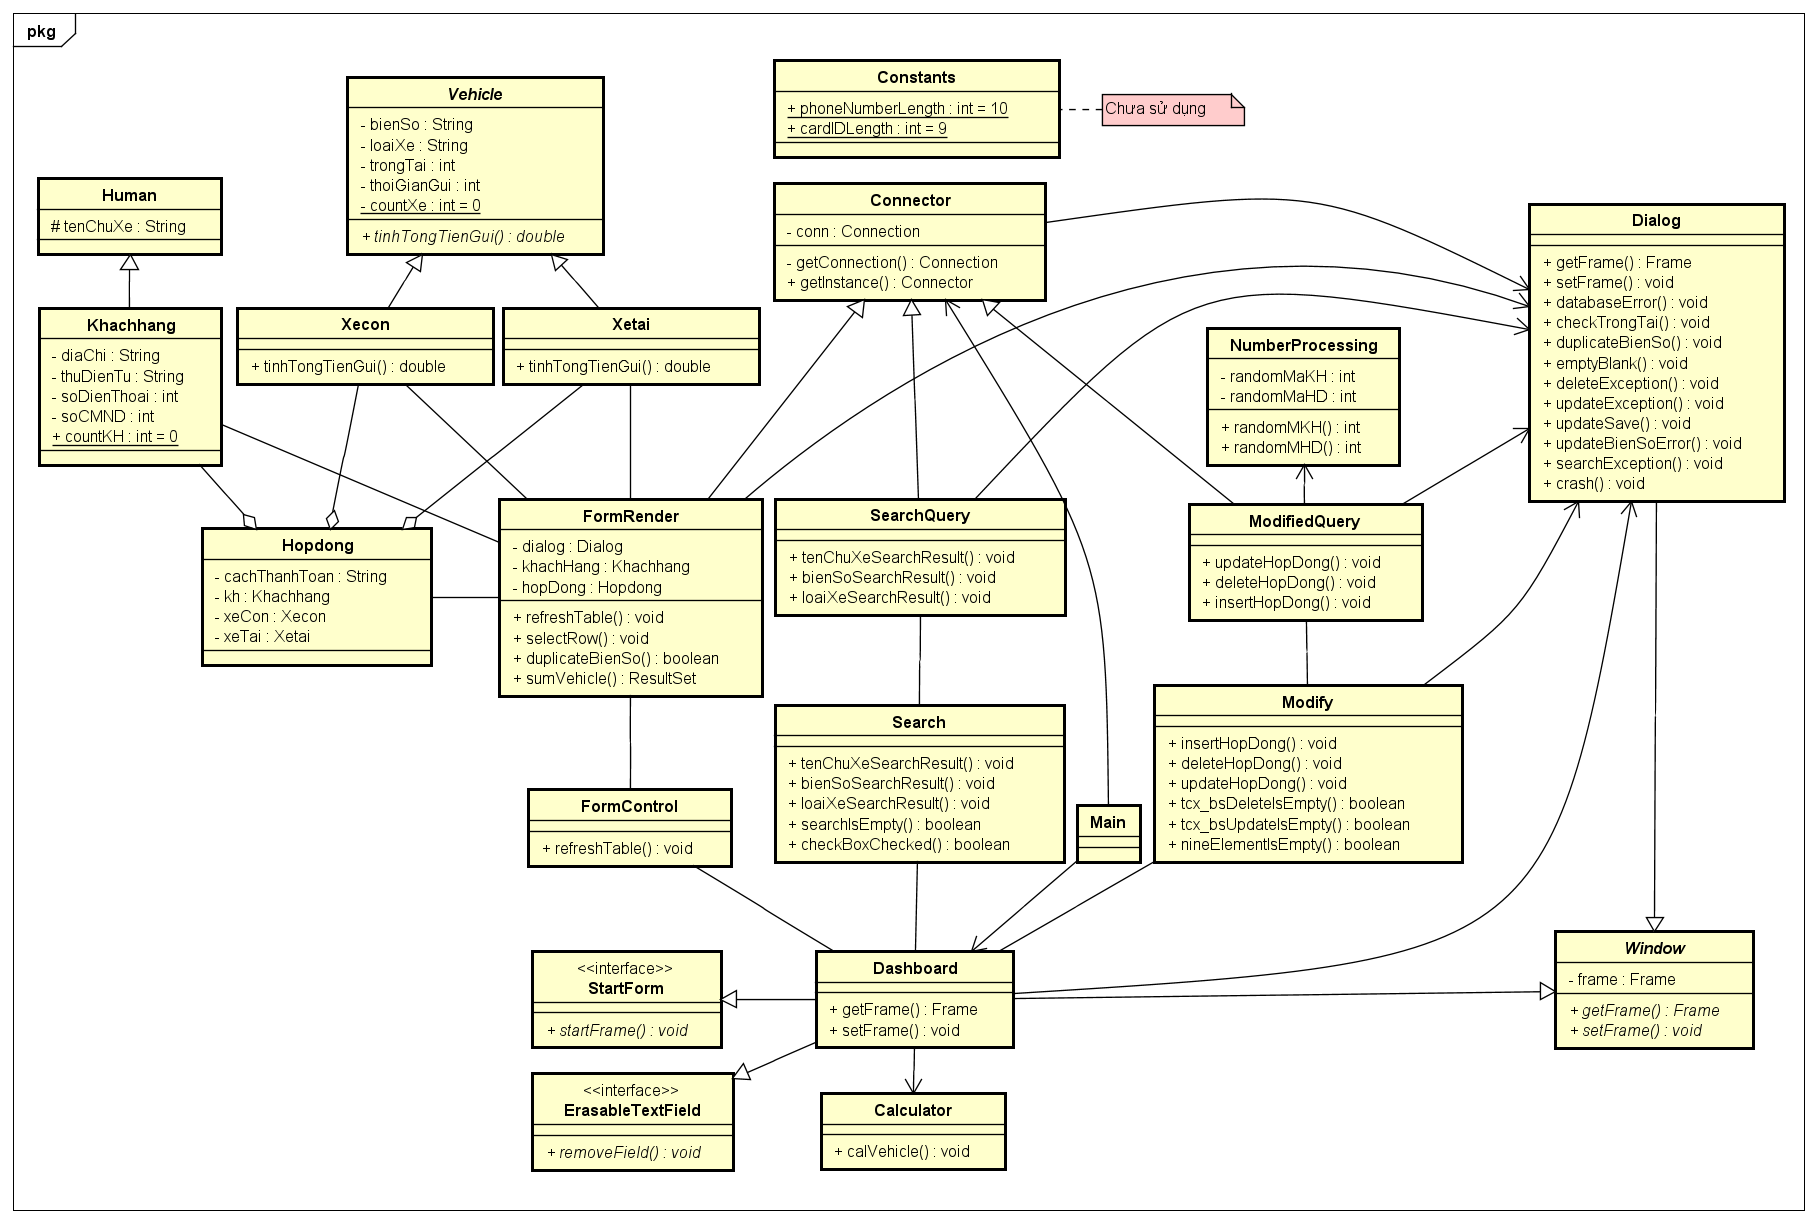 pkg
Vehicle
- bienSo : String
- loaiXe : String
- trongTai : int
- thoiGianGui : int
- countXe : int = 0
+ tinhTongTienGui() : double
Constants
+ phoneNumberLength : int = 10
+ cardIDLength : int = 9
Chưa sử dụng
Human
# tenChuXe : String
Connector
- conn : Connection
- getConnection() : Connection
+ getInstance() : Connector
Dialog
+ getFrame() : Frame
+ setFrame() : void
+ databaseError() : void
+ checkTrongTai() : void
+ duplicateBienSo() : void
+ emptyBlank() : void
+ deleteException() : void
+ updateException() : void
+ updateSave() : void
+ updateBienSoError() : void
+ searchException() : void
+ crash() : void
Khachhang
- diaChi : String
- thuDienTu : String
- soDienThoai : int
- soCMND : int
+ countKH : int = 0
Xecon
+ tinhTongTienGui() : double
Xetai
+ tinhTongTienGui() : double
NumberProcessing
- randomMaKH : int
- randomMaHD : int
+ randomMKH() : int
+ randomMHD() : int
Hopdong
- cachThanhToan : String
- kh : Khachhang
- xeCon : Xecon
- xeTai : Xetai
FormRender
- dialog : Dialog
- khachHang : Khachhang
- hopDong : Hopdong
+ refreshTable() : void
+ selectRow() : void
+ duplicateBienSo() : boolean
+ sumVehicle() : ResultSet
SearchQuery
+ tenChuXeSearchResult() : void
+ bienSoSearchResult() : void
+ loaiXeSearchResult() : void
ModifiedQuery
+ updateHopDong() : void
+ deleteHopDong() : void
+ insertHopDong() : void
Search
+ tenChuXeSearchResult() : void
+ bienSoSearchResult() : void
+ loaiXeSearchResult() : void
+ searchIsEmpty() : boolean
+ checkBoxChecked() : boolean
Modify
+ insertHopDong() : void
+ deleteHopDong() : void
+ updateHopDong() : void
+ tcx_bsDeleteIsEmpty() : boolean
+ tcx_bsUpdateIsEmpty() : boolean
+ nineElementIsEmpty() : boolean
FormControl
+ refreshTable() : void
Main
<<interface>>
StartForm
+ startFrame() : void
Dashboard
+ getFrame() : Frame
+ setFrame() : void
Window
- frame : Frame
+ getFrame() : Frame
+ setFrame() : void
<<interface>>
ErasableTextField
+ removeField() : void
Calculator
+ calVehicle() : void